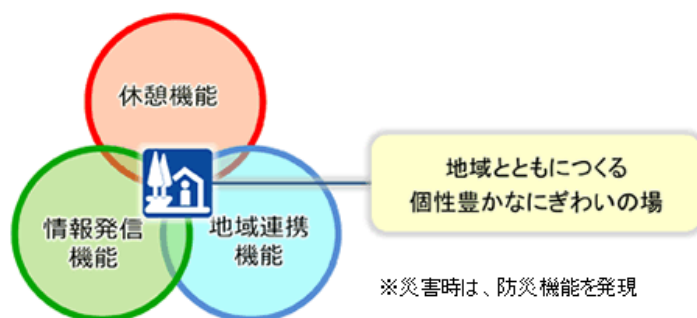 休憩機能
情報発信
機能
地域連携
機能
地域とともにつくる
個性豊かなにぎわいの場
※災害時は、防災機能を発現